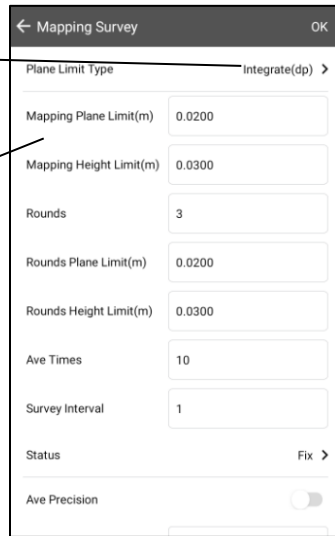 Mapping Survey OK
Plane Limit Type Integrate(dp)
Mapping Plane Limit(m) 0.0200
Mapping Height Limit(m) 0.0300
Rounds 3
Rounds Plane Limit(m) 0.0200
Rounds Height Limit(m) 0.0300
Ave Times 10
Survey Interval 1
Status Fix
Ave Precision